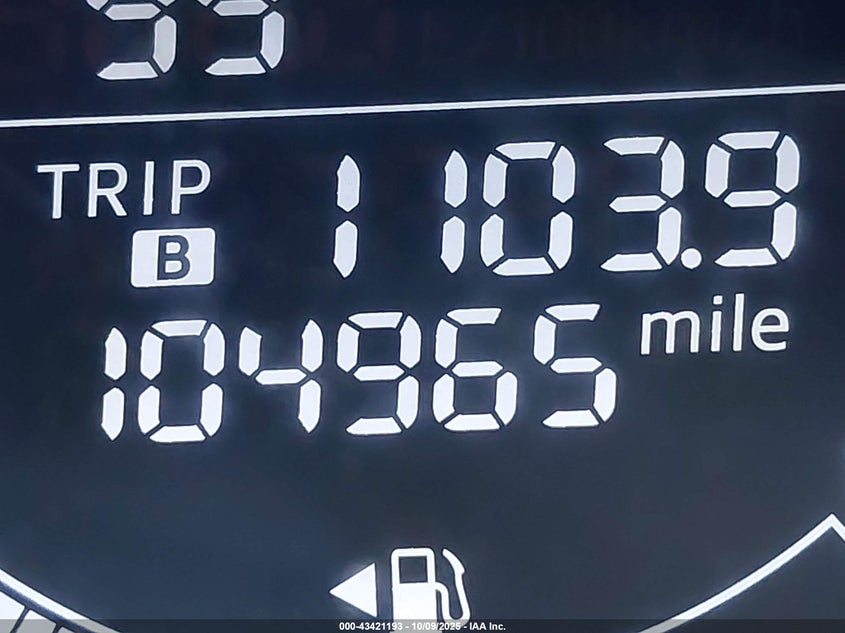 TRIP 1103.9
B
104965 mile
000-43421193 - 10/09/2025 - IAA Inc.